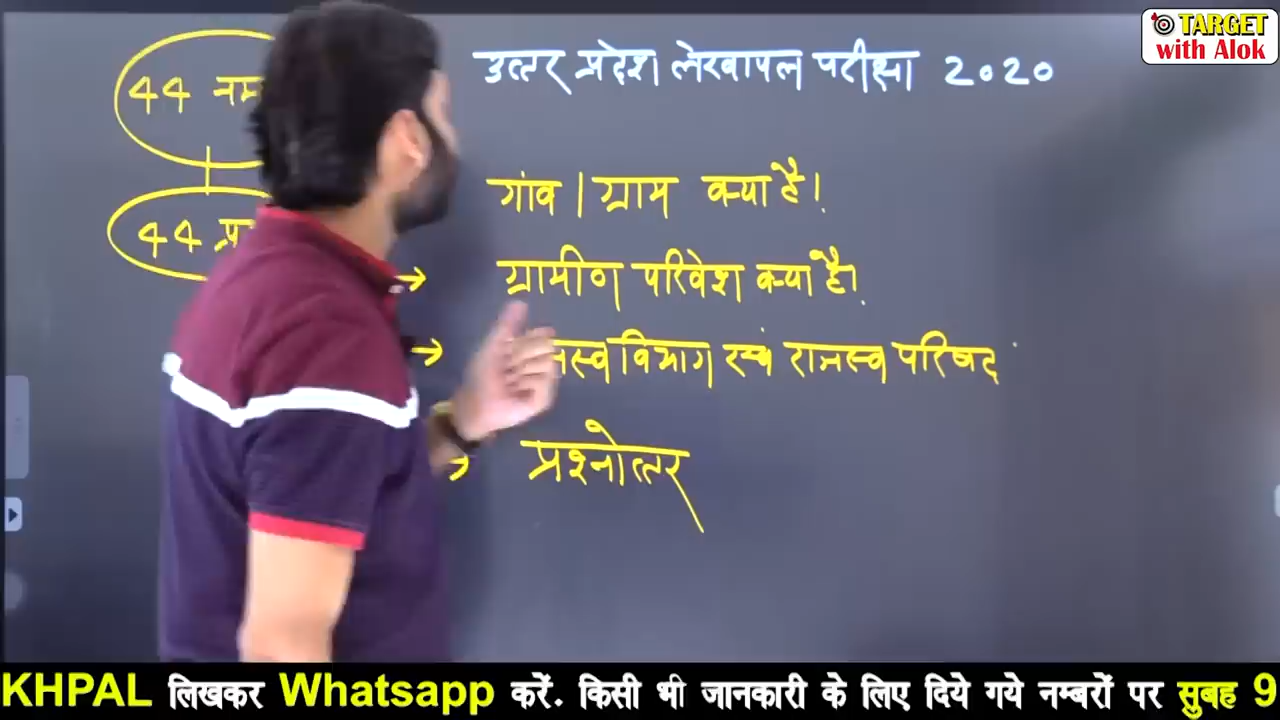 TARGET
with Alok
उत्तर प्रदेश लेखपाल परीक्षा 2020
44
44
गांव । ग्राम क्या है।
→ ग्रामीण परिवेश क्या है।
→ विभाग एवं राजस्व परिषद
→ प्रश्नोत्तर
KHPAL लिखकर Whatsapp करें. किसी भी जानकारी के लिए दिये गये नम्बरों पर सुबह 9